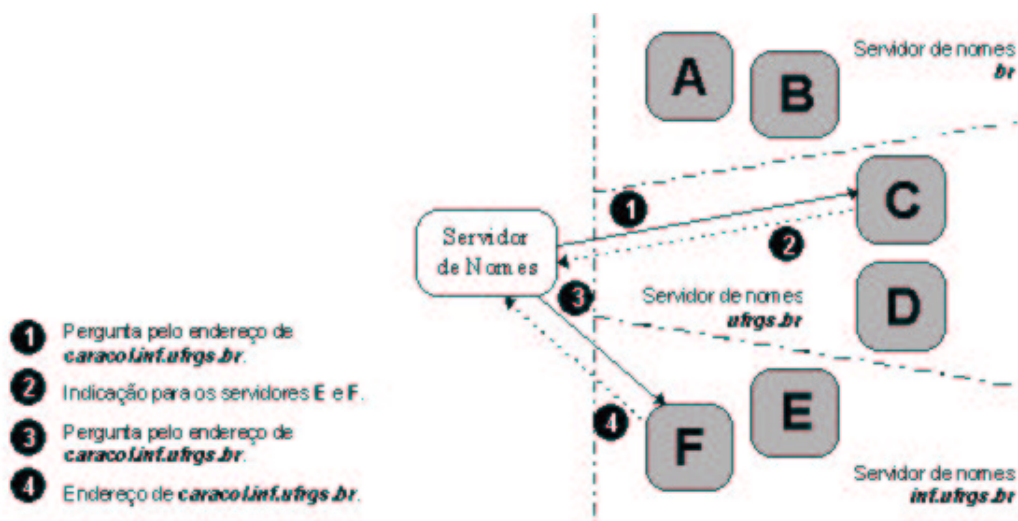 A
B
Servidor de nomes
br
1
C
2
Servidor
de Nomes
3
Servidor de nomes
ufrgs.br
D
E
4
F
Servidor de nomes
inf.ufrgs.br
1 Pergunta pelo endereço de
caracol.inf.ufrgs.br.
2 Indicação para os servidores E e F.
3 Pergunta pelo endereço de
caracol.inf.ufrgs.br.
4 Endereço de caracol.inf.ufrgs.br.